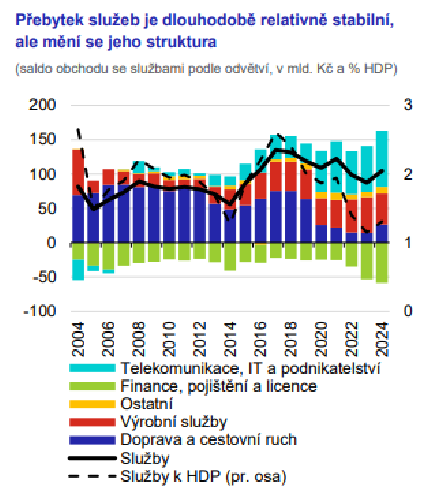 Přebytek služeb je dlouhodobě relativně stabilní,
ale mění se jeho struktura
(saldo obchodu se službami podle odvětví, v mld. Kč a % HDP)
200 3
150
100 2
50
0 1
-50
-100 0
2004 2006 2008 2010 2012 2014 2016 2018 2020 2022 2024
Telekomunikace, IT a podnikatelství
Finance, pojištění a licence
Ostatní
Výrobní služby
Doprava a cestovní ruch
Služby
Služby k HDP (pr. osa)